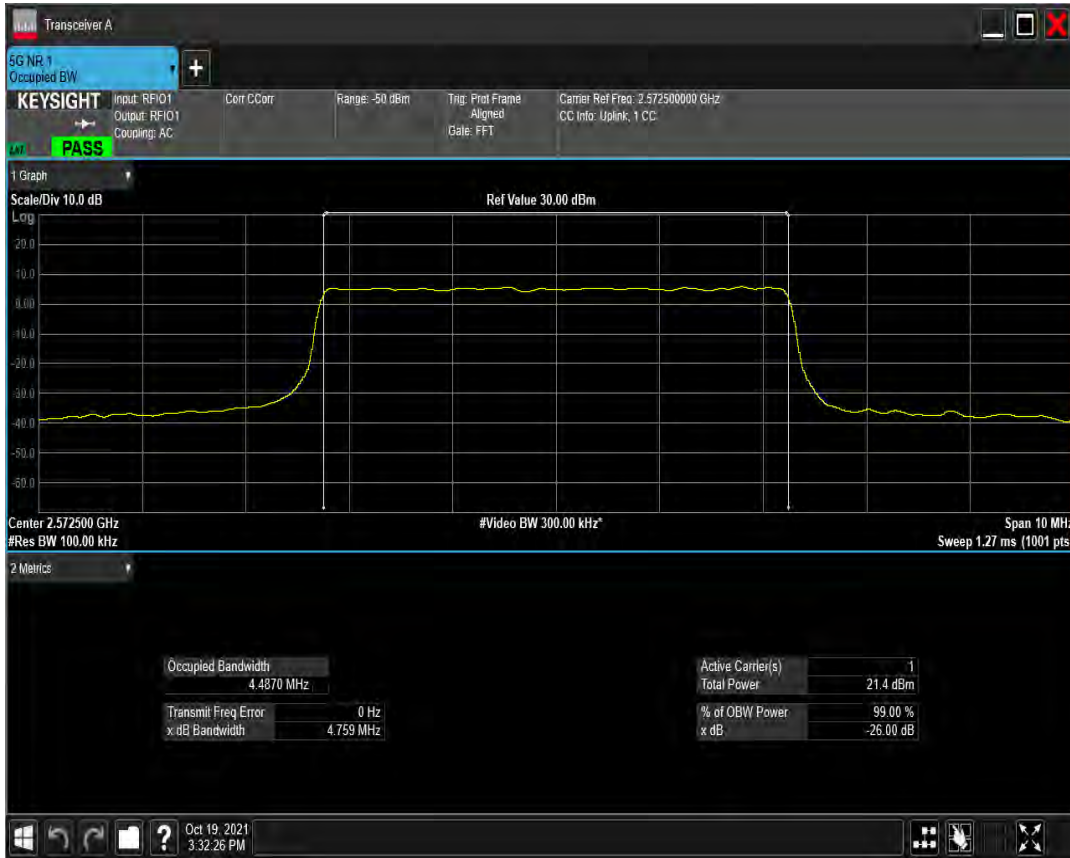 Transceiver A
5G NR 1
Occupied BW
+
KEYSIGHT
PASS
Input: RFIO1
Output: RFIO1
Coupling: AC
Corr CCorr
Range: -50 dBm
Trig: Prot Frame
Aligned
Gate: FFT
Carrier Ref Freq: 2.572500000 GHz
CC Info: Uplink, 1 CC
1 Graph
Scale/Div 10.0 dB
Ref Value 30.00 dBm
Log
20.0
10.0
0.00
-10.0
-20.0
-30.0
-40.0
-50.0
-60.0
Center 2.572500 GHz
#Video BW 300.00 kHz*
Span 10 MHz
#Res BW 100.00 kHz
Sweep 1.27 ms (1001 pts
2 Metrics
Occupied Bandwidth
4.4870 MHz
Transmit Freq Error 0 Hz
x dB Bandwidth 4.759 MHz
Active Carrier(s) 1
Total Power 21.4 dBm
% of OBW Power 99.00 %
x dB -26.00 dB
?
Oct 19, 2021
3:32:26 PM